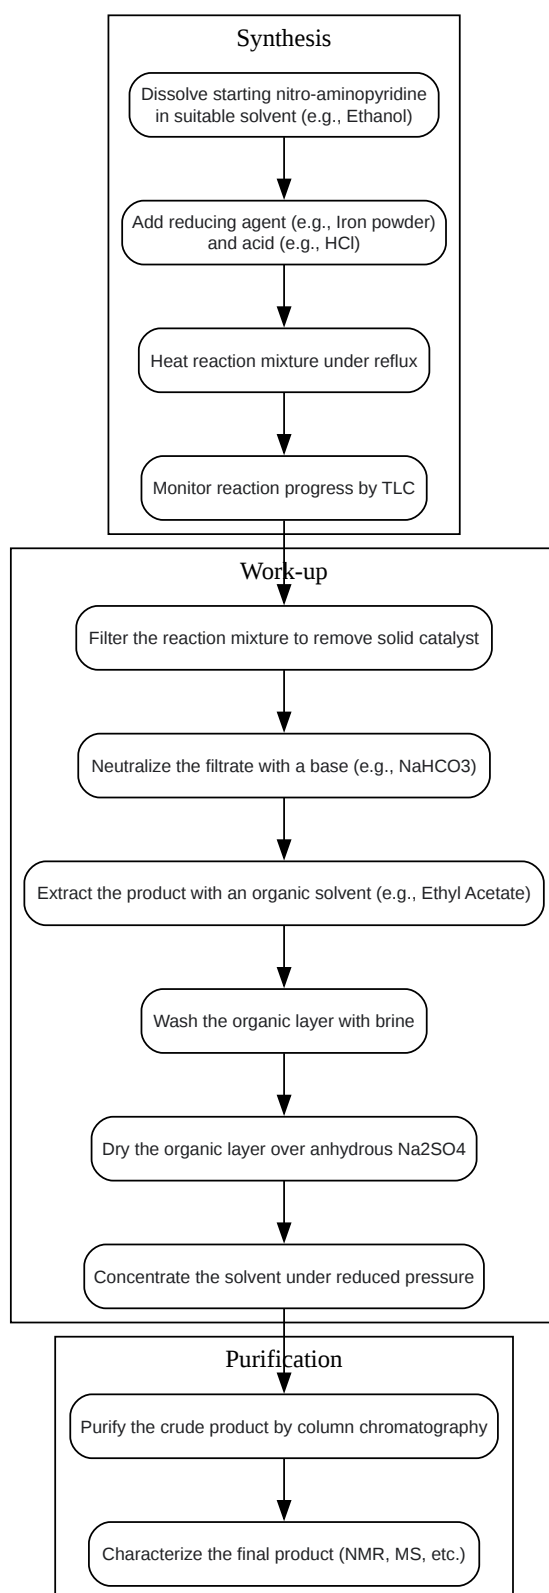 Synthesis
Dissolve starting nitro-aminopyridine
in suitable solvent (e.g., Ethanol)
Add reducing agent (e.g., Iron powder)
and acid (e.g., HCl)
Heat reaction mixture under reflux
Monitor reaction progress by TLC
Work-up
Filter the reaction mixture to remove solid catalyst
Neutralize the filtrate with a base (e.g., NaHCO3)
Extract the product with an organic solvent (e.g., Ethyl Acetate)
Wash the organic layer with brine
Dry the organic layer over anhydrous Na2SO4
Concentrate the solvent under reduced pressure
Purification
Purify the crude product by column chromatography
Characterize the final product (NMR, MS, etc.)